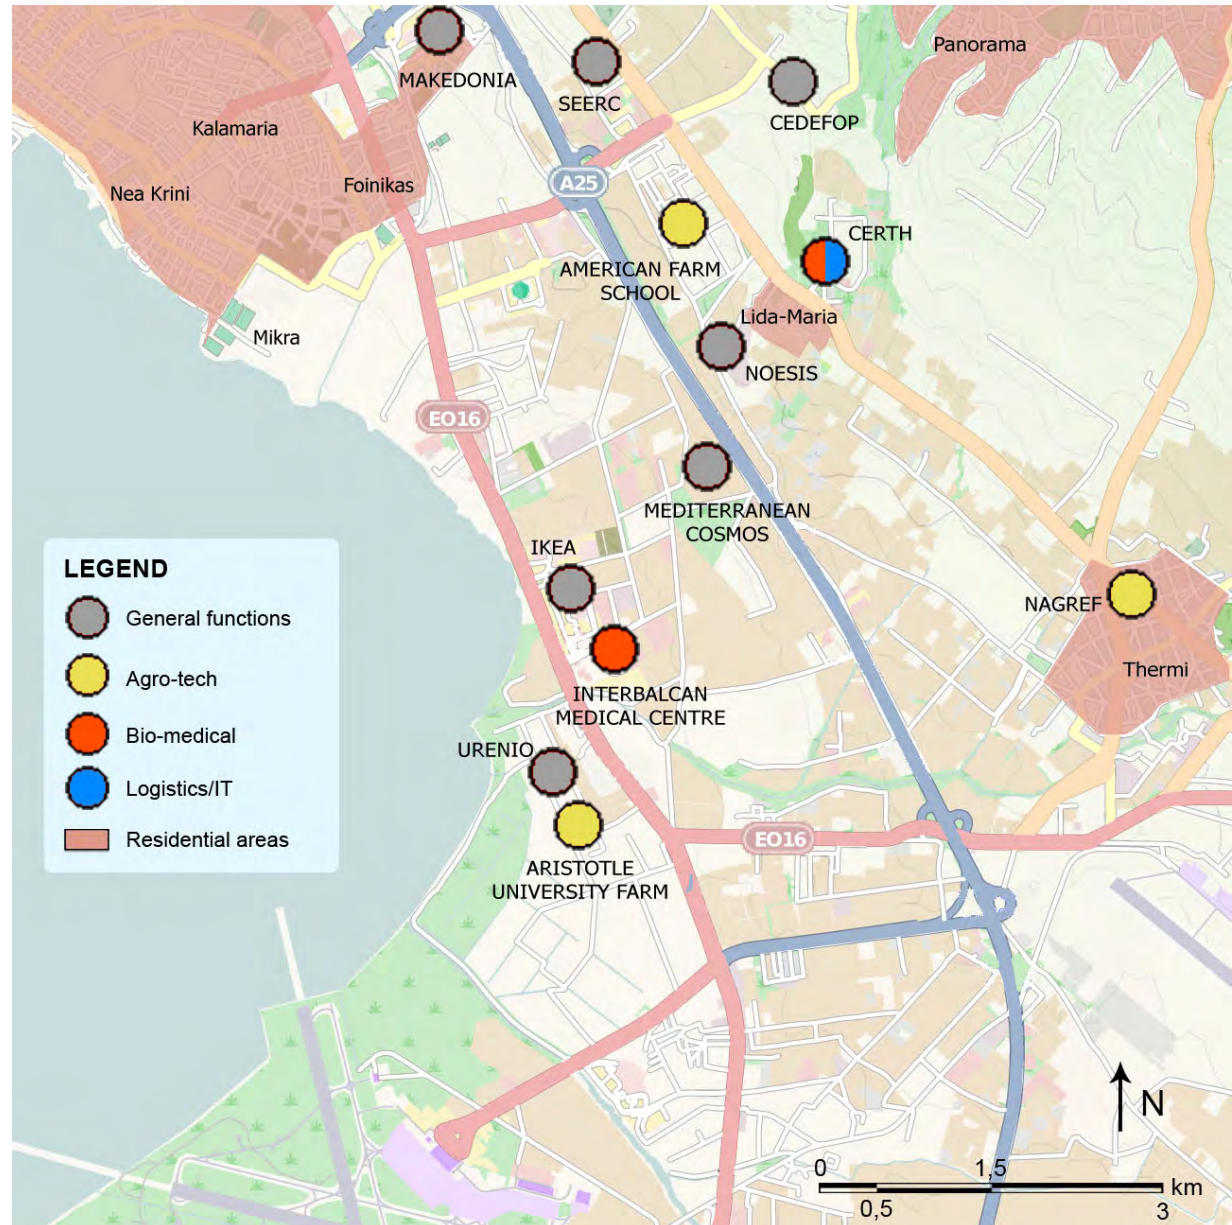 Panorama
MAKEDONIA
SEERC
CEDEFOP
Kalamaria
Nea Krini
Foinikas
A25
CERTH
AMERICAN FARM
SCHOOL
Lida-Maria
Mikra
NOESIS
EO16
MEDITERRANEAN
COSMOS
IKEA
LEGEND
General functions
Agro-tech
Bio-medical
Logistics/IT
Residential areas
NAGREF
Thermi
INTERBALCAN
MEDICAL CENTRE
URENIO
EO16
ARISTOTLE
UNIVERSITY FARM
N
0 1,5 km
0,5 3